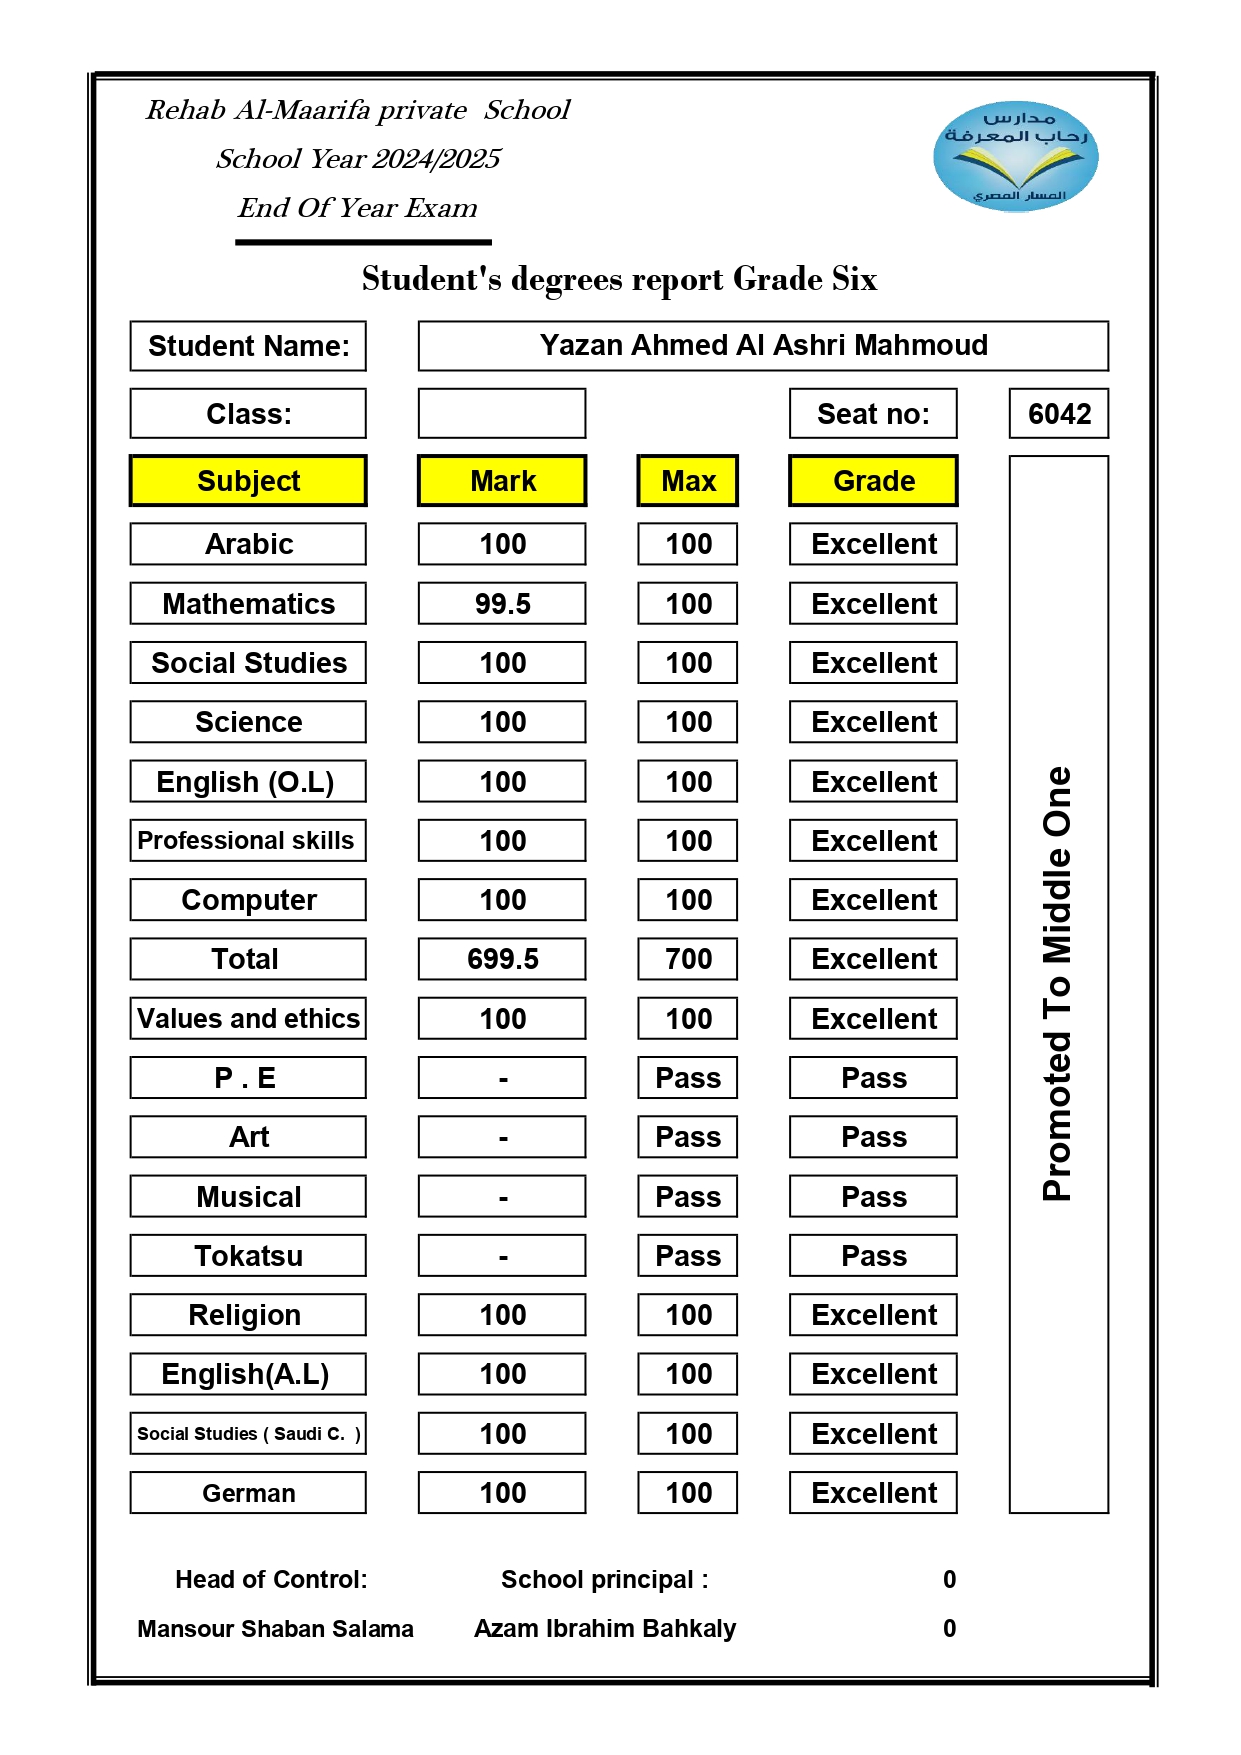 Rehab Al-Maarifa private School
School Year 2024/2025
End Of Year Exam
مدارس
رحاب المعرفة
المسار المصري
Student's degrees report Grade Six
Student Name: Yazan Ahmed Al Ashri Mahmoud
Class: Seat no: 6042
Subject Mark Max Grade
Arabic 100 100 Excellent
Mathematics 99.5 100 Excellent
Social Studies 100 100 Excellent
Science 100 100 Excellent
English (O.L) 100 100 Excellent
Professional skills 100 100 Excellent
Computer 100 100 Excellent
Total 699.5 700 Excellent
Values and ethics 100 100 Excellent
P . E - Pass Pass
Art - Pass Pass
Musical - Pass Pass
Tokatsu - Pass Pass
Religion 100 100 Excellent
English(A.L) 100 100 Excellent
Social Studies ( Saudi C. ) 100 100 Excellent
German 100 100 Excellent
Promoted To Middle One
Head of Control: School principal : 0
Mansour Shaban Salama Azam Ibrahim Bahkaly 0